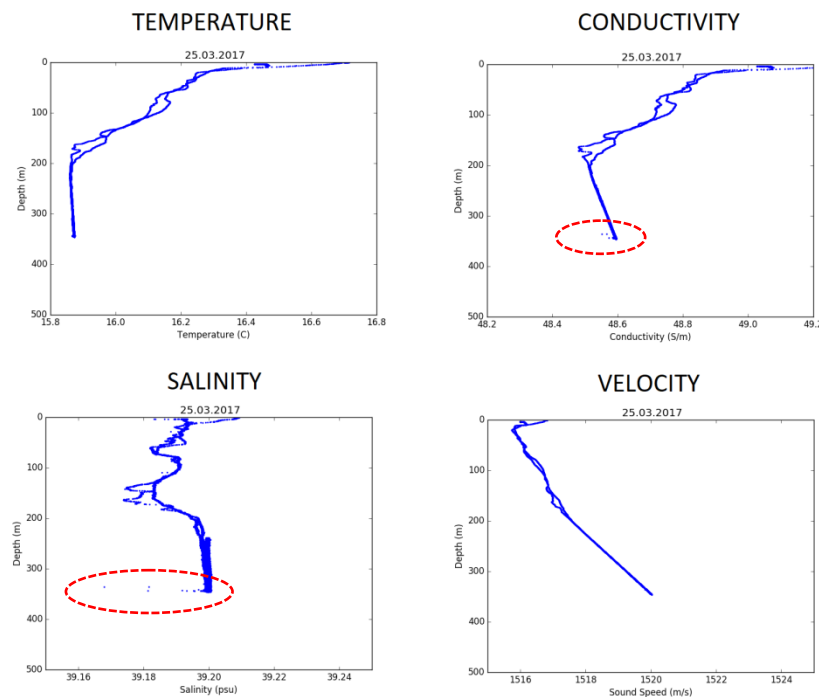 TEMPERATURE
25.03.2017
0
100
200
300
400
500
Depth (m)
15.8 16.0 16.2 16.4 16.6 16.8
Temperature (C)
CONDUCTIVITY
25.03.2017
0
100
200
300
400
500
Depth (m)
48.2 48.4 48.6 48.8 49.0 49.2
Conductivity (S/m)
SALINITY
25.03.2017
0
100
200
300
400
500
Depth (m)
39.16 39.18 39.20 39.22 39.24
Salinity (psu)
VELOCITY
25.03.2017
0
100
200
300
400
500
Depth (m)
1516 1518 1520 1522 1524
Sound Speed (m/s)